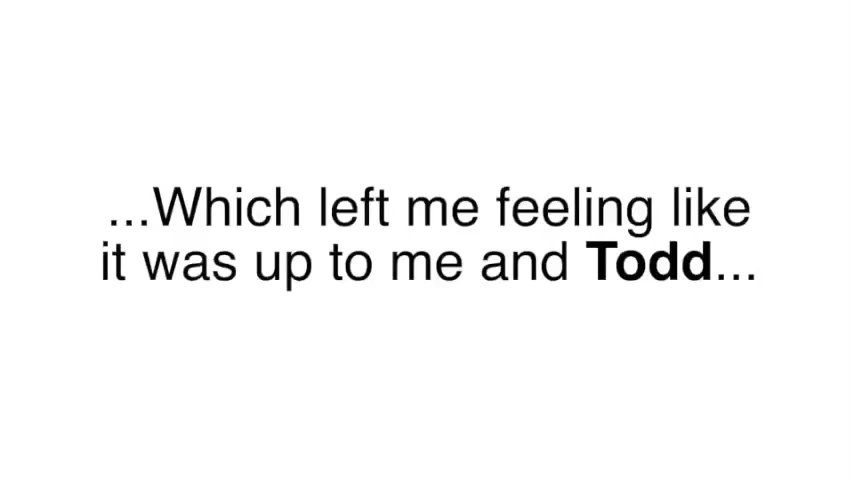 ...Which left me feeling like
it was up to me and Todd...